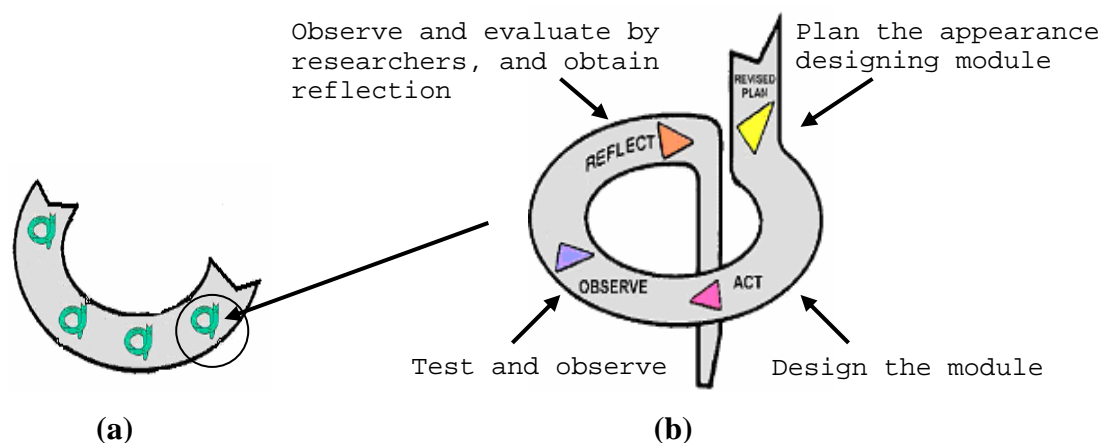 Observe and evaluate by
researchers, and obtain
reflection
Plan the appearance
designing module
REVISED
PLAN
REFLECT
OBSERVE
ACT
Test and observe
Design the module
(a)
(b)